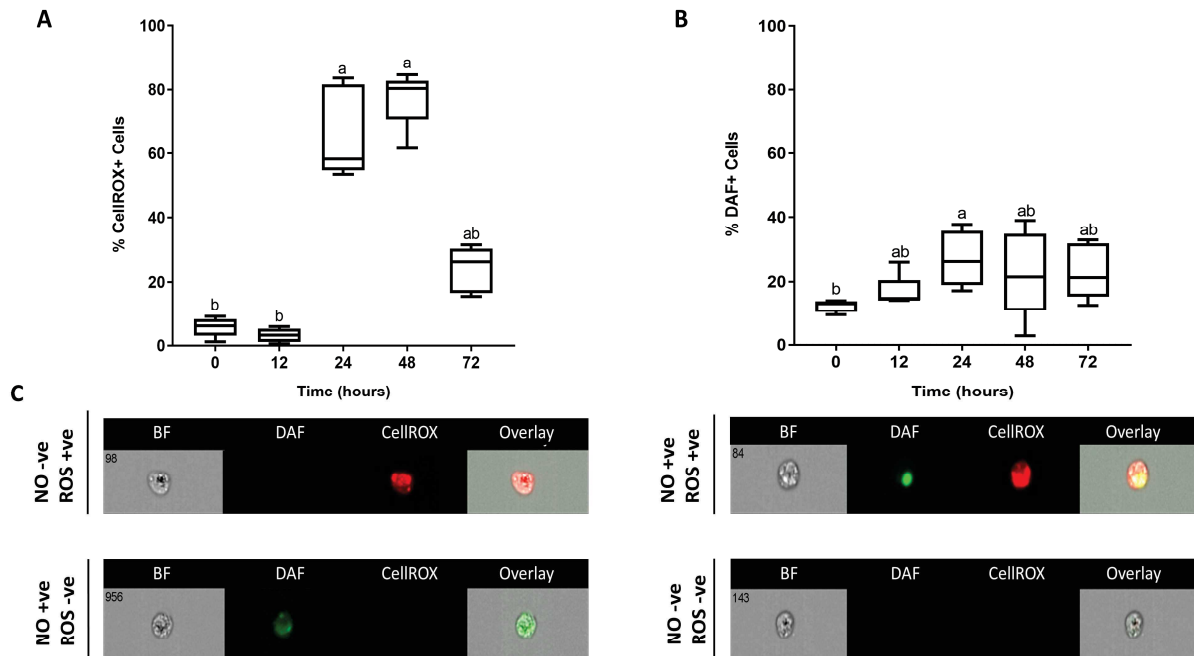 A
% CellROX+ Cells
100
80
60
40
20
0
b
b
a
a
ab
0 12 24 48 72
Time (hours)
B
% DAF+ Cells
100
80
60
40
20
0
b
ab
a
ab
ab
0 12 24 48 72
Time (hours)
C
NO -ve
ROS +ve
BF DAF CellROX Overlay
98
NO +ve
ROS +ve
BF DAF CellROX Overlay
84
NO +ve
ROS -ve
BF DAF CellROX Overlay
956
NO -ve
ROS -ve
BF DAF CellROX Overlay
143